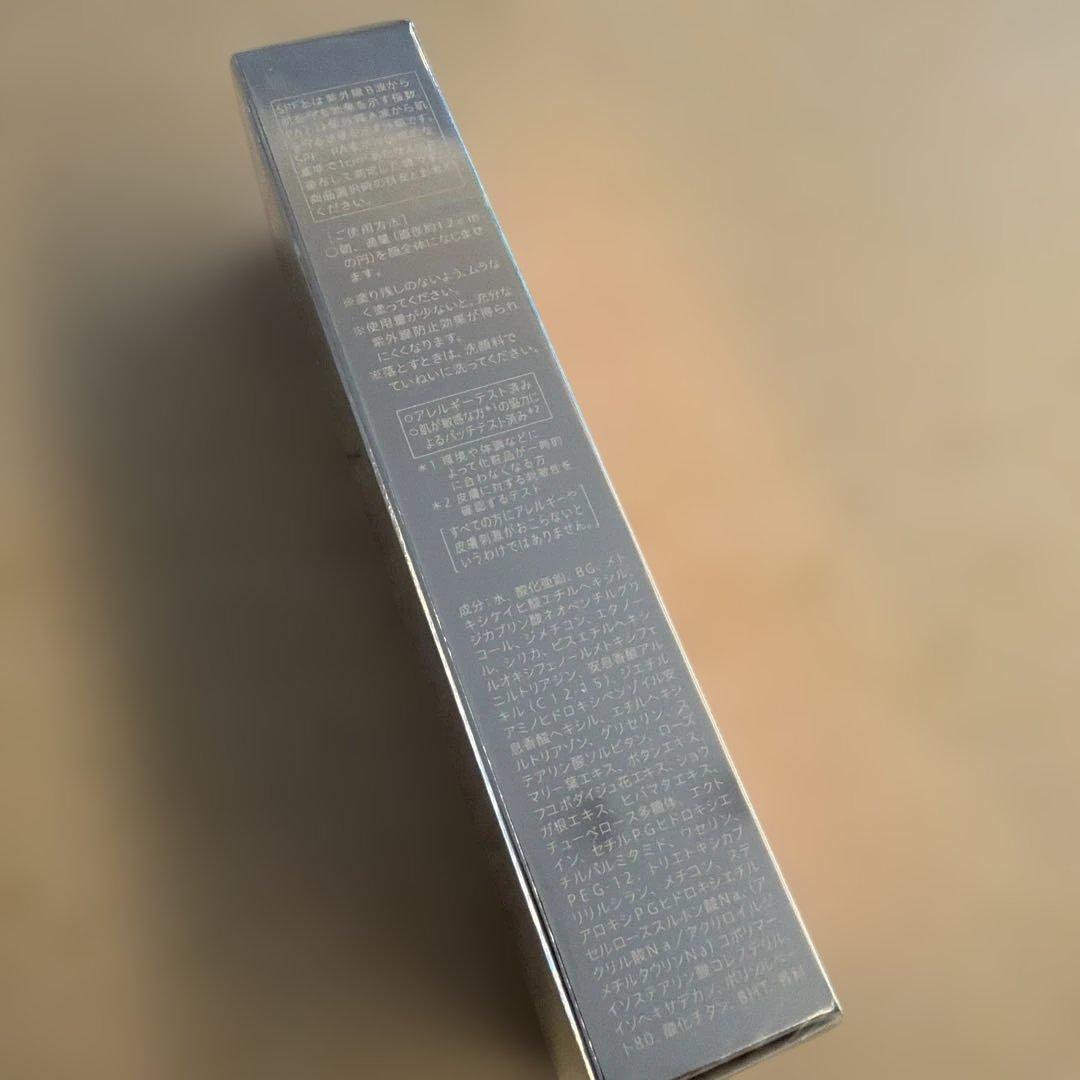 SPFとは紫外線B波から
[ご使用方法]
○朝、適量(直径約1.2cm
の円)を顔全体になじませ
ます。
※塗り残しのないよう、ムラな
く塗ってください。
※使用量が少ないと、充分な
紫外線防止効果が得られ
にくくなります。
※落とすときは、洗顔料で
ていねいに洗ってください。
○アレルギーテスト済み
○肌が敏感な方*1の協力に
よるパッチテスト済み*2
*1 環境や体調などに
よって化粧品が一時的
に合わなくなる方
*2 皮膚に対する刺激性を
確認するテスト
すべての方にアレルギーや
皮膚刺激がおこらないと
いうわけではありません。
成分:水、酸化亜鉛、BG、メト
キシケイヒ酸エチルヘキシル、
ジカプリン酸ネオペンチルグリ
コール、ジメチコン、エタノー
ル、シリカ、ビスエチルヘキシ
ルオキシフェノールメトキシフェ
ニルトリアジン、安息香酸アル
キル(C12-15)、ジエチル
アミノヒドロキシベンゾイル安
息香酸ヘキシル、エチルヘキシ
ルトリアゾン、グリセリン、ス
テアリン酸ソルビタン、ローズ
マリー葉エキス、ボタンエキス、
フユボダイジュ花エキス、ショウ
ガ根エキス、ヒバマタエキス、
チューベロース多糖体、エクト
イン、セチルPGヒドロキシエ
チルパルミタミド、ワセリン、
PEG-12、トリエトキシカプ
リリルシラン、メチコン、ステ
アロキシPGヒドロキシエチル
セルローススルホン酸Na、(ア
クリル酸Na/アクリロイルジ
メチルタウリンNa)コポリマー、
イソステアリン酸コレステリル、
イソヘキサデカン、ポリソルベー
ト80、酸化チタン、BHT、香料